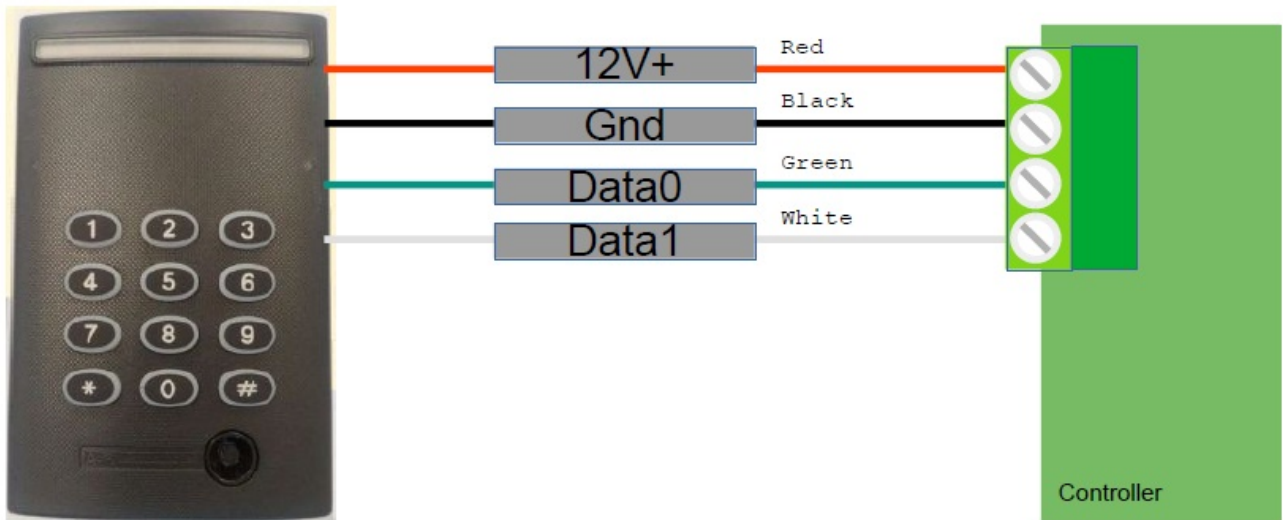 12V+
Red
Gnd
Black
Data0
Green
Data1
White
1 2 3
4 5 6
7 8 9
* 0 #
Controller